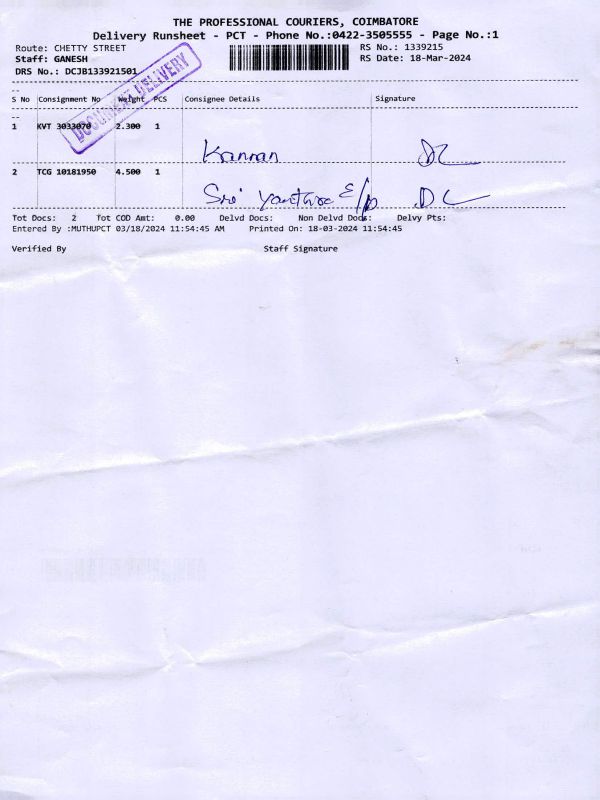 THE PROFESSIONAL COURIERS, COIMBATORE
Delivery Runsheet - PCT - Phone No.:0422-3505555 - Page No.:1
Route: CHETTY STREET RS No.: 1339215
Staff: GANESH RS Date: 18-Mar-2024
DRS No.: DCJB133921501
DOCUMENT DELIVERY
S No Consignment No Weight PCS Consignee Details Signature
1 KVT 3033070 2.300 1 Kannan
2 TCG 10181950 4.500 1 Sri
Tot Docs: 2 Tot COD Amt: 0.00 Delvd Docs: Non Delvd Docs: Delvy Pts:
Entered By :MUTHUPCT 03/18/2024 11:54:45 AM Printed On: 18-03-2024 11:54:45
Verified By Staff Signature